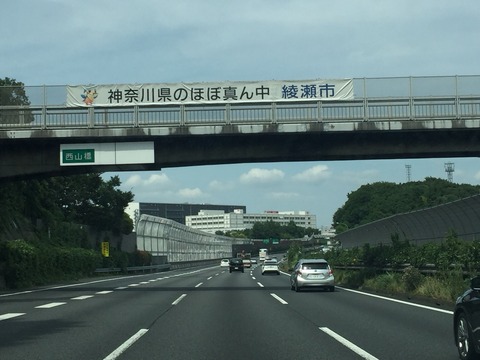 神奈川県のほぼ真ん中 綾瀬市
西山橋